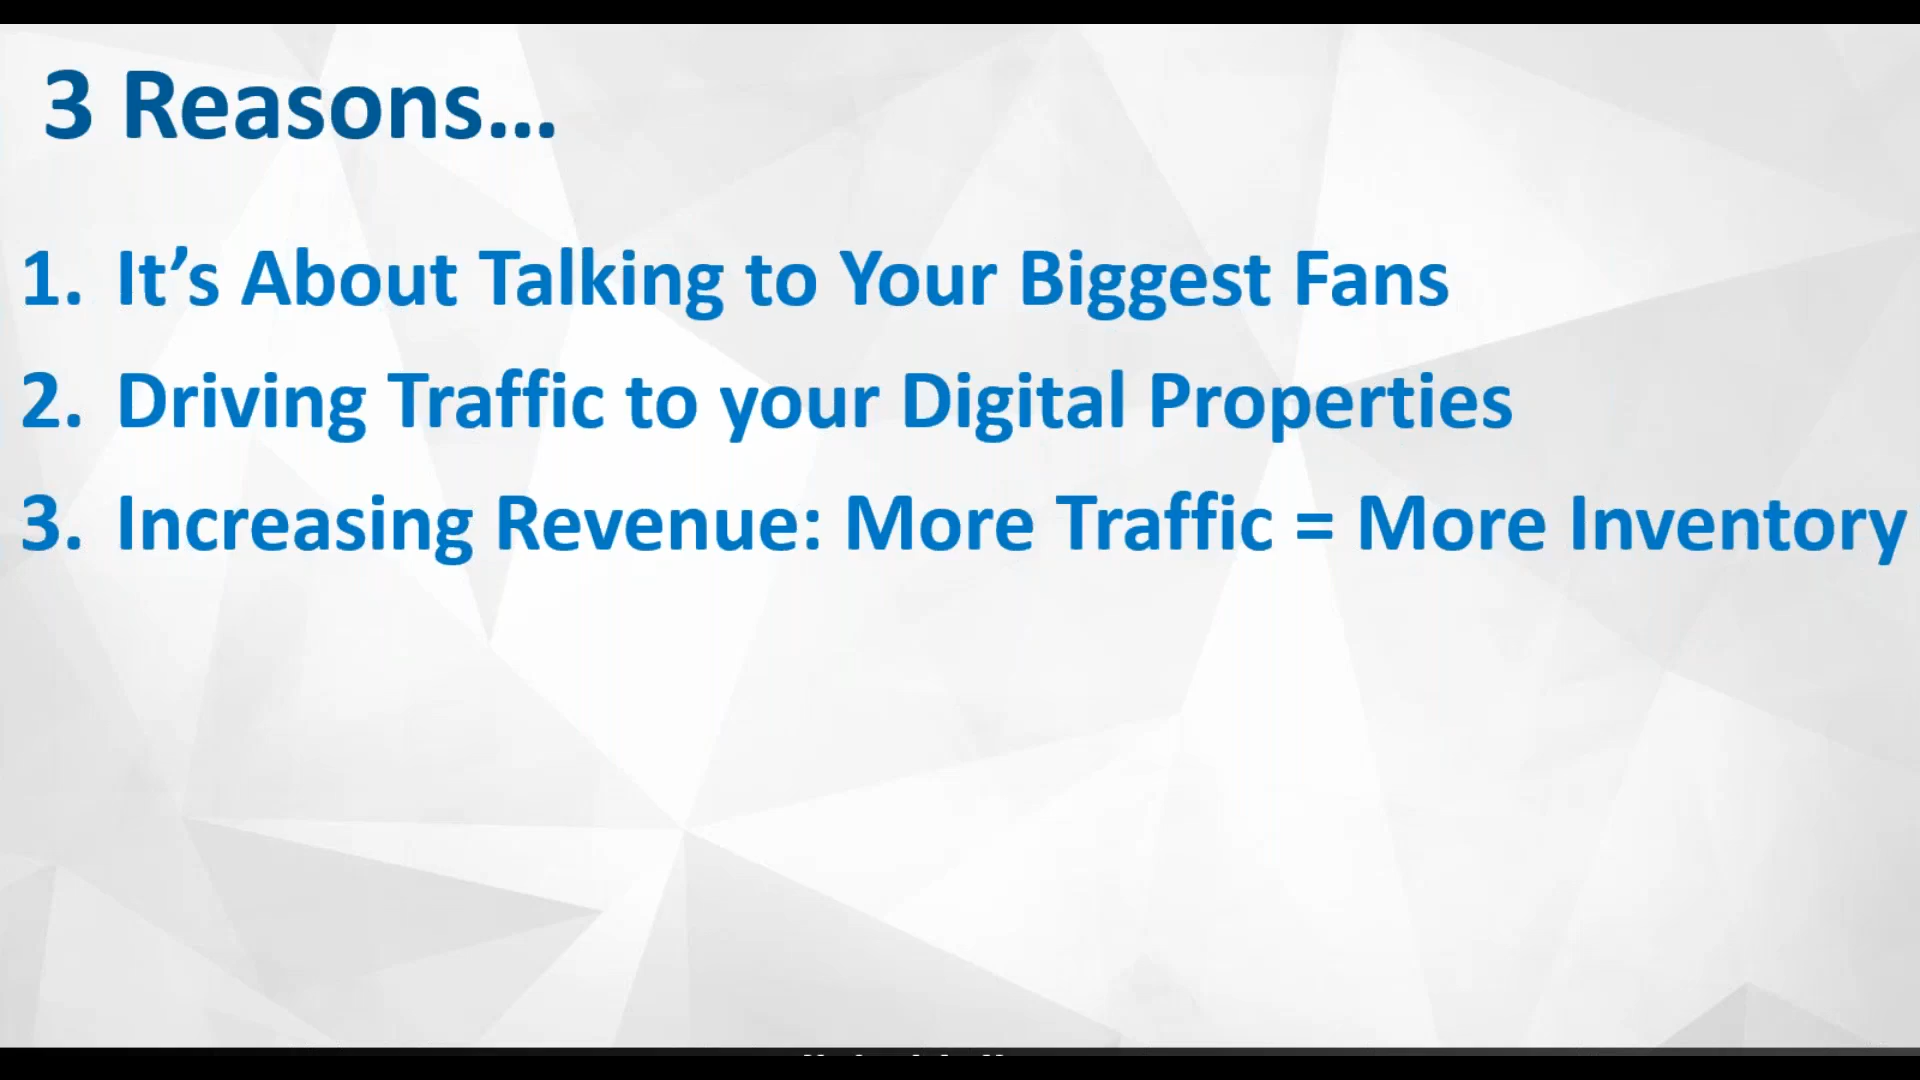 3 Reasons...
1. It’s About Talking to Your Biggest Fans
2. Driving Traffic to your Digital Properties
3. Increasing Revenue: More Traffic = More Inventory